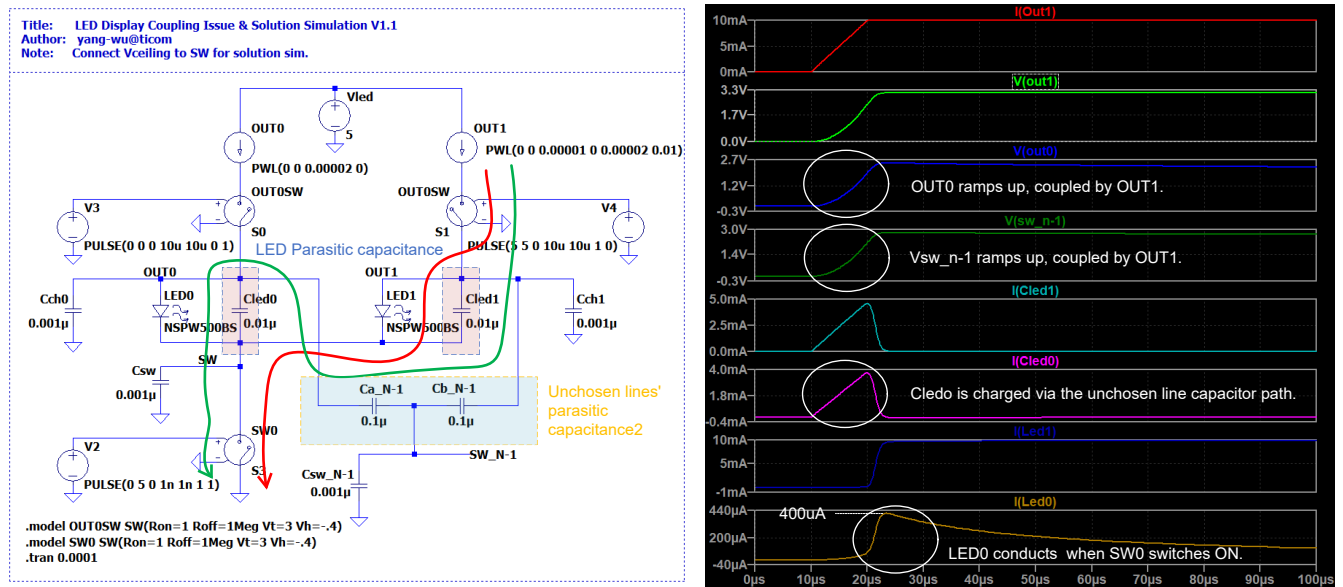 Title: LED Display Coupling Issue & Solution Simulation V1.1
Author: yang-wu@ticom
Note: Connect Vceiling to SW for solution sim.
Vled
5
OUT0
OUT1
PWL(0 0 0.00002 0)
PWL(0 0 0.00001 0 0.00002 0.01)
OUT0SW
OUT0SW
V3
V4
S0
S1
PULSE(0 0 0 10u 10u 0 1)
PULSE(5 5 0 10u 10u 1 0)
LED Parasitic capacitance
OUT0
OUT1
Cch0
0.001µ
LED0
NSPW500BS
Cled0
0.01µ
LED1
NSPW500BS
Cled1
0.01µ
Cch1
0.001µ
SW
Csw
0.001µ
Ca_N-1
0.1µ
Cb_N-1
0.1µ
Unchosen lines'
parasitic
capacitance2
SW0
V2
S3
PULSE(0 5 0 1n 1n 1 1)
SW_N-1
Csw_N-1
0.001µ
.model OUT0SW SW(Ron=1 Roff=1Meg Vt=3 Vh=-.4)
.model SW0 SW(Ron=1 Roff=1Meg Vt=3 Vh=-.4)
.tran 0.0001
I(Out1)
10mA
5mA
0mA
V(out1)
3.3V
1.7V
0.0V
V(out0)
2.7V
1.2V
-0.3V
OUT0 ramps up, coupled by OUT1.
V(sw_n-1)
3.0V
1.4V
-0.3V
Vsw_n-1 ramps up, coupled by OUT1.
I(Cled1)
5.0mA
2.5mA
0.0mA
I(Cled0)
4.0mA
1.8mA
-0.4mA
Cledo is charged via the unchosen line capacitor path.
I(Led1)
10mA
-1mA
I(Led0)
440µA
200µA
-40µA
400uA
LED0 conducts when SW0 switches ON.
0µs 10µs 20µs 30µs 40µs 50µs 60µs 70µs 80µs 90µs 100µs